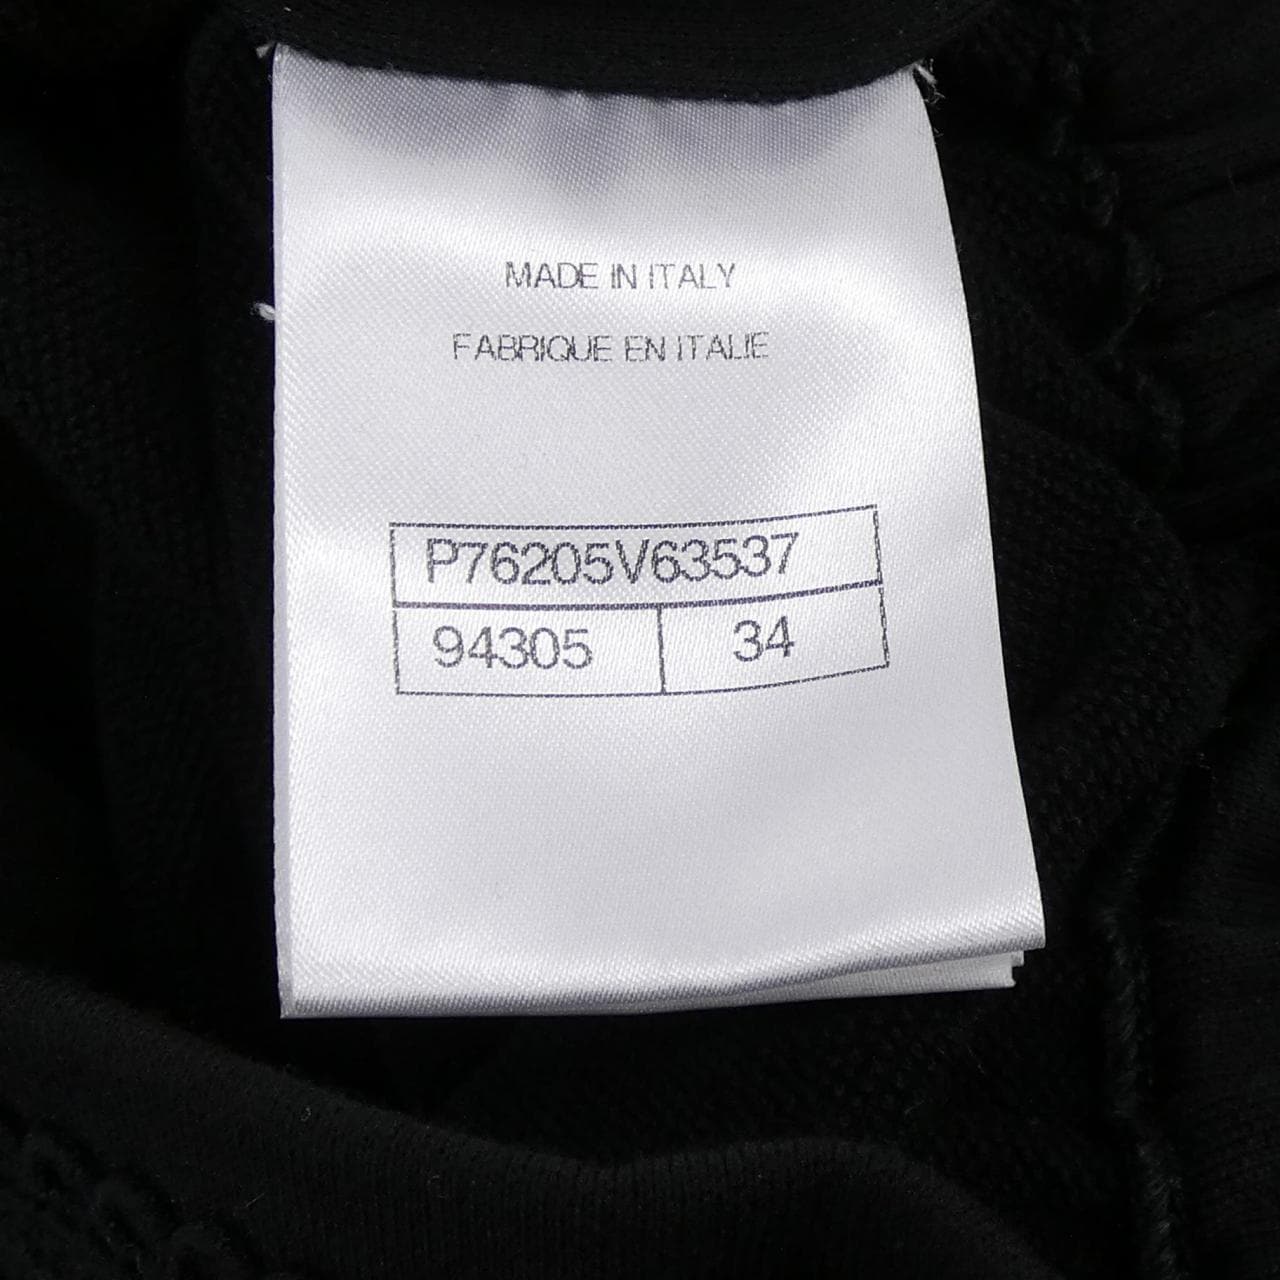 MADE IN ITALY
FABRIQUE EN ITALIE
P76205V63537
94305 34